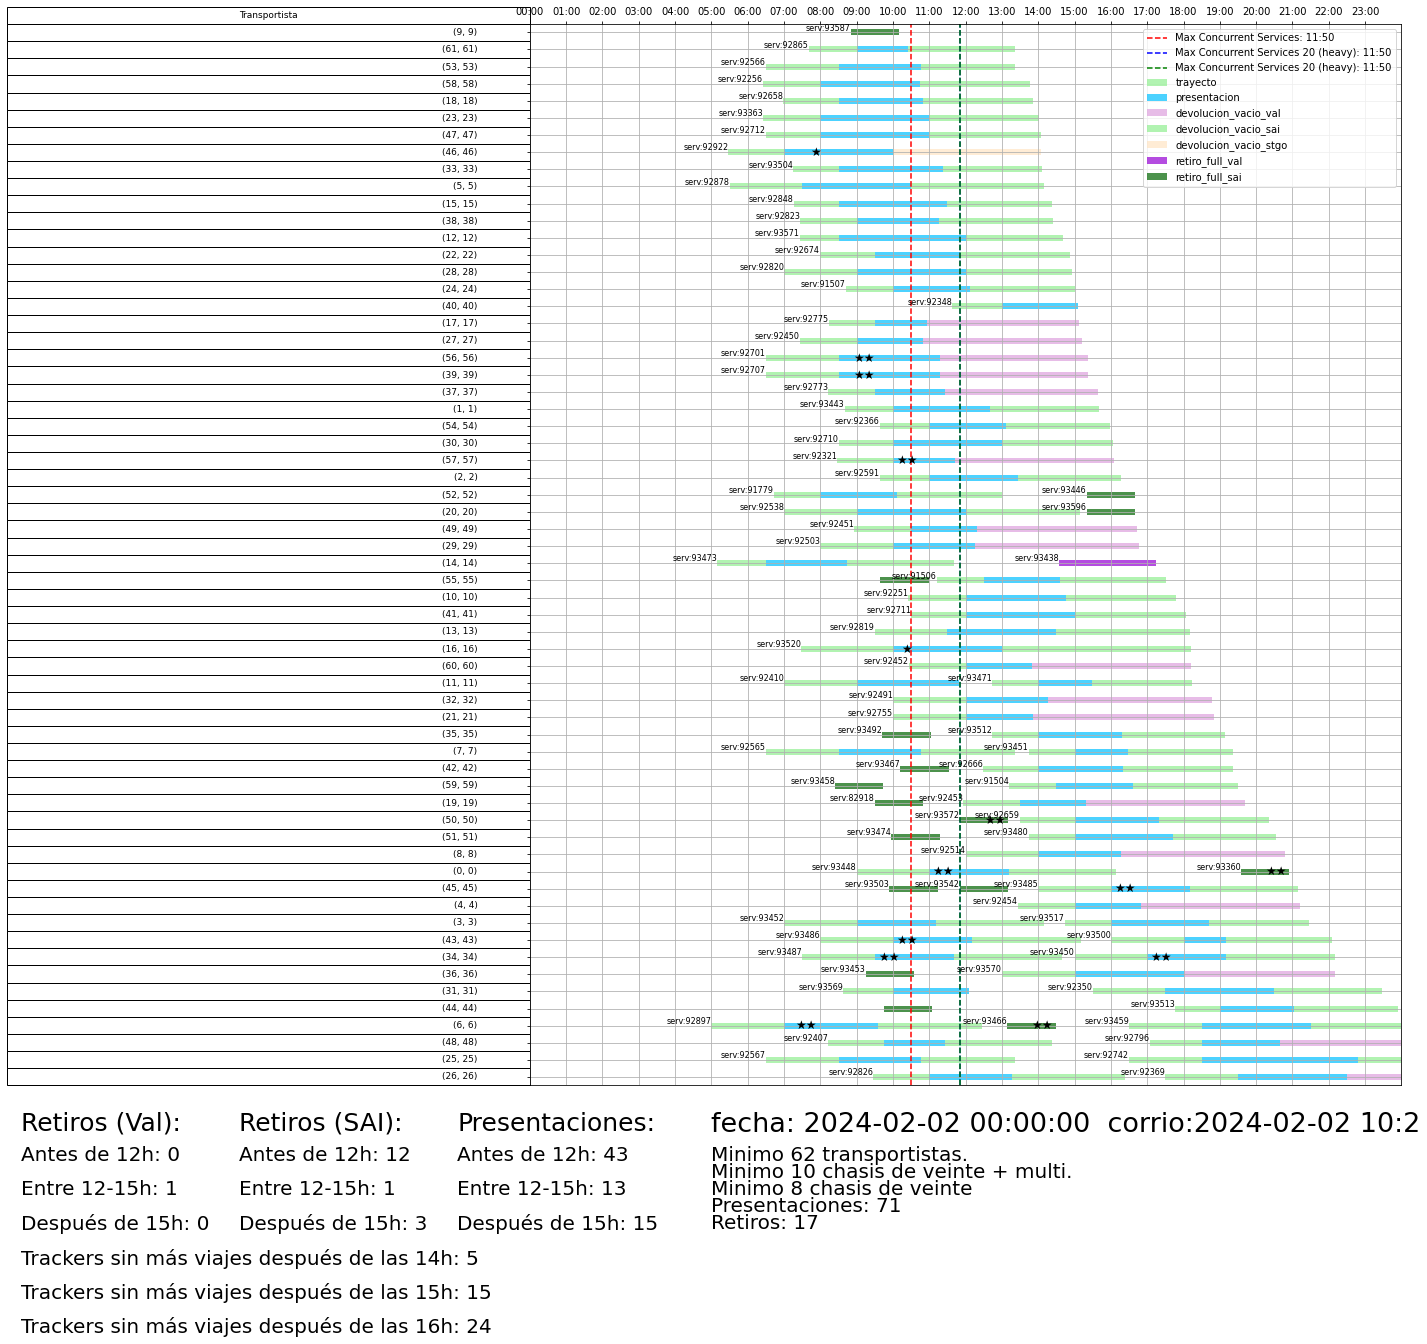 Transportista
00:00 01:00 02:00 03:00 04:00 05:00 06:00 07:00 08:00 09:00 10:00 11:00 12:00 13:00 14:00 15:00 16:00 17:00 18:00 19:00 20:00 21:00 22:00 23:00
Max Concurrent Services: 11:50
Max Concurrent Services 20 (heavy): 11:50
Max Concurrent Services 20 (heavy): 11:50
trayecto
presentacion
devolucion_vacio_val
devolucion_vacio_sai
devolucion_vacio_stgo
retiro_full_val
retiro_full_sai
(9, 9) serv:93587
(61, 61) serv:92865
(53, 53) serv:92566
(58, 58) serv:92256
(18, 18) serv:92658
(23, 23) serv:93363
(47, 47) serv:92712
(46, 46) serv:92922
(33, 33) serv:93504
(5, 5) serv:92878
(15, 15) serv:92848
(38, 38) serv:92823
(12, 12) serv:93571
(22, 22) serv:92674
(28, 28) serv:92820
(24, 24) serv:91507
(40, 40) serv:92348
(17, 17) serv:92775
(27, 27) serv:92450
(56, 56) serv:92701
(39, 39) serv:92707
(37, 37) serv:92773
(1, 1) serv:93443
(54, 54) serv:92366
(30, 30) serv:92710
(57, 57) serv:92321
(2, 2) serv:92591
(52, 52) serv:91779 serv:93446
(20, 20) serv:92538 serv:93596
(49, 49) serv:92451
(29, 29) serv:92503
(14, 14) serv:93473 serv:93438
(55, 55) serv:91506
(10, 10) serv:92251
(41, 41) serv:92711
(13, 13) serv:92819
(16, 16) serv:93520
(60, 60) serv:92452
(11, 11) serv:92410 serv:93471
(32, 32) serv:92491
(21, 21) serv:92755
(35, 35) serv:93492 serv:93512
(7, 7) serv:92565 serv:93451
(42, 42) serv:93467 serv:92666
(59, 59) serv:93458 serv:91504
(19, 19) serv:82918 serv:92453
(50, 50) serv:93572 serv:92659
(51, 51) serv:93474 serv:93480
(8, 8) serv:92514
(0, 0) serv:93448 serv:93360
(45, 45) serv:93503 serv:93542 serv:93485
(4, 4) serv:92454
(3, 3) serv:93452 serv:93517
(43, 43) serv:93486 serv:93500
(34, 34) serv:93487 serv:93450
(36, 36) serv:93453 serv:93570
(31, 31) serv:93569 serv:92350
(44, 44) serv:93513
(6, 6) serv:92897 serv:93466 serv:93459
(48, 48) serv:92407 serv:92796
(25, 25) serv:92567 serv:92742
(26, 26) serv:92826 serv:92369
Retiros (Val):
Antes de 12h: 0
Entre 12-15h: 1
Después de 15h: 0
Retiros (SAI):
Antes de 12h: 12
Entre 12-15h: 1
Después de 15h: 3
Presentaciones:
Antes de 12h: 43
Entre 12-15h: 13
Después de 15h: 15
fecha: 2024-02-02 00:00:00 corrio:2024-02-02 10:2
Minimo 62 transportistas.
Minimo 10 chasis de veinte + multi.
Minimo 8 chasis de veinte
Presentaciones: 71
Retiros: 17
Trackers sin más viajes después de las 14h: 5
Trackers sin más viajes después de las 15h: 15
Trackers sin más viajes después de las 16h: 24